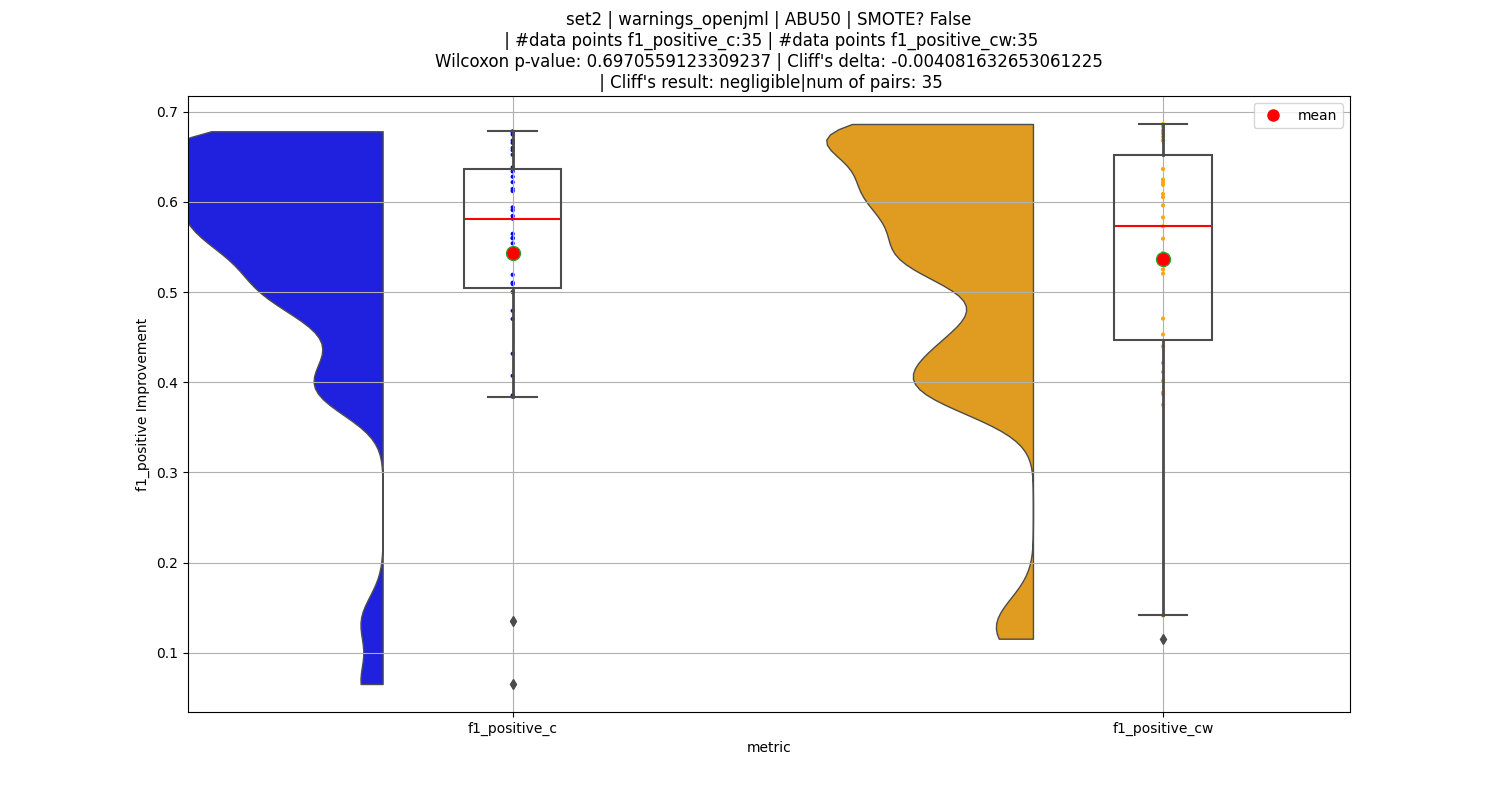 set2 | warnings_openjml | ABU50 | SMOTE? False
| #data points f1_positive_c:35 | #data points f1_positive_cw:35
Wilcoxon p-value: 0.6970559123309237 | Cliff's delta: -0.004081632653061225
| Cliff's result: negligible|num of pairs: 35
mean
0.7
0.6
0.5
0.4
0.3
0.2
0.1
f1_positive Improvement
f1_positive_c
f1_positive_cw
metric